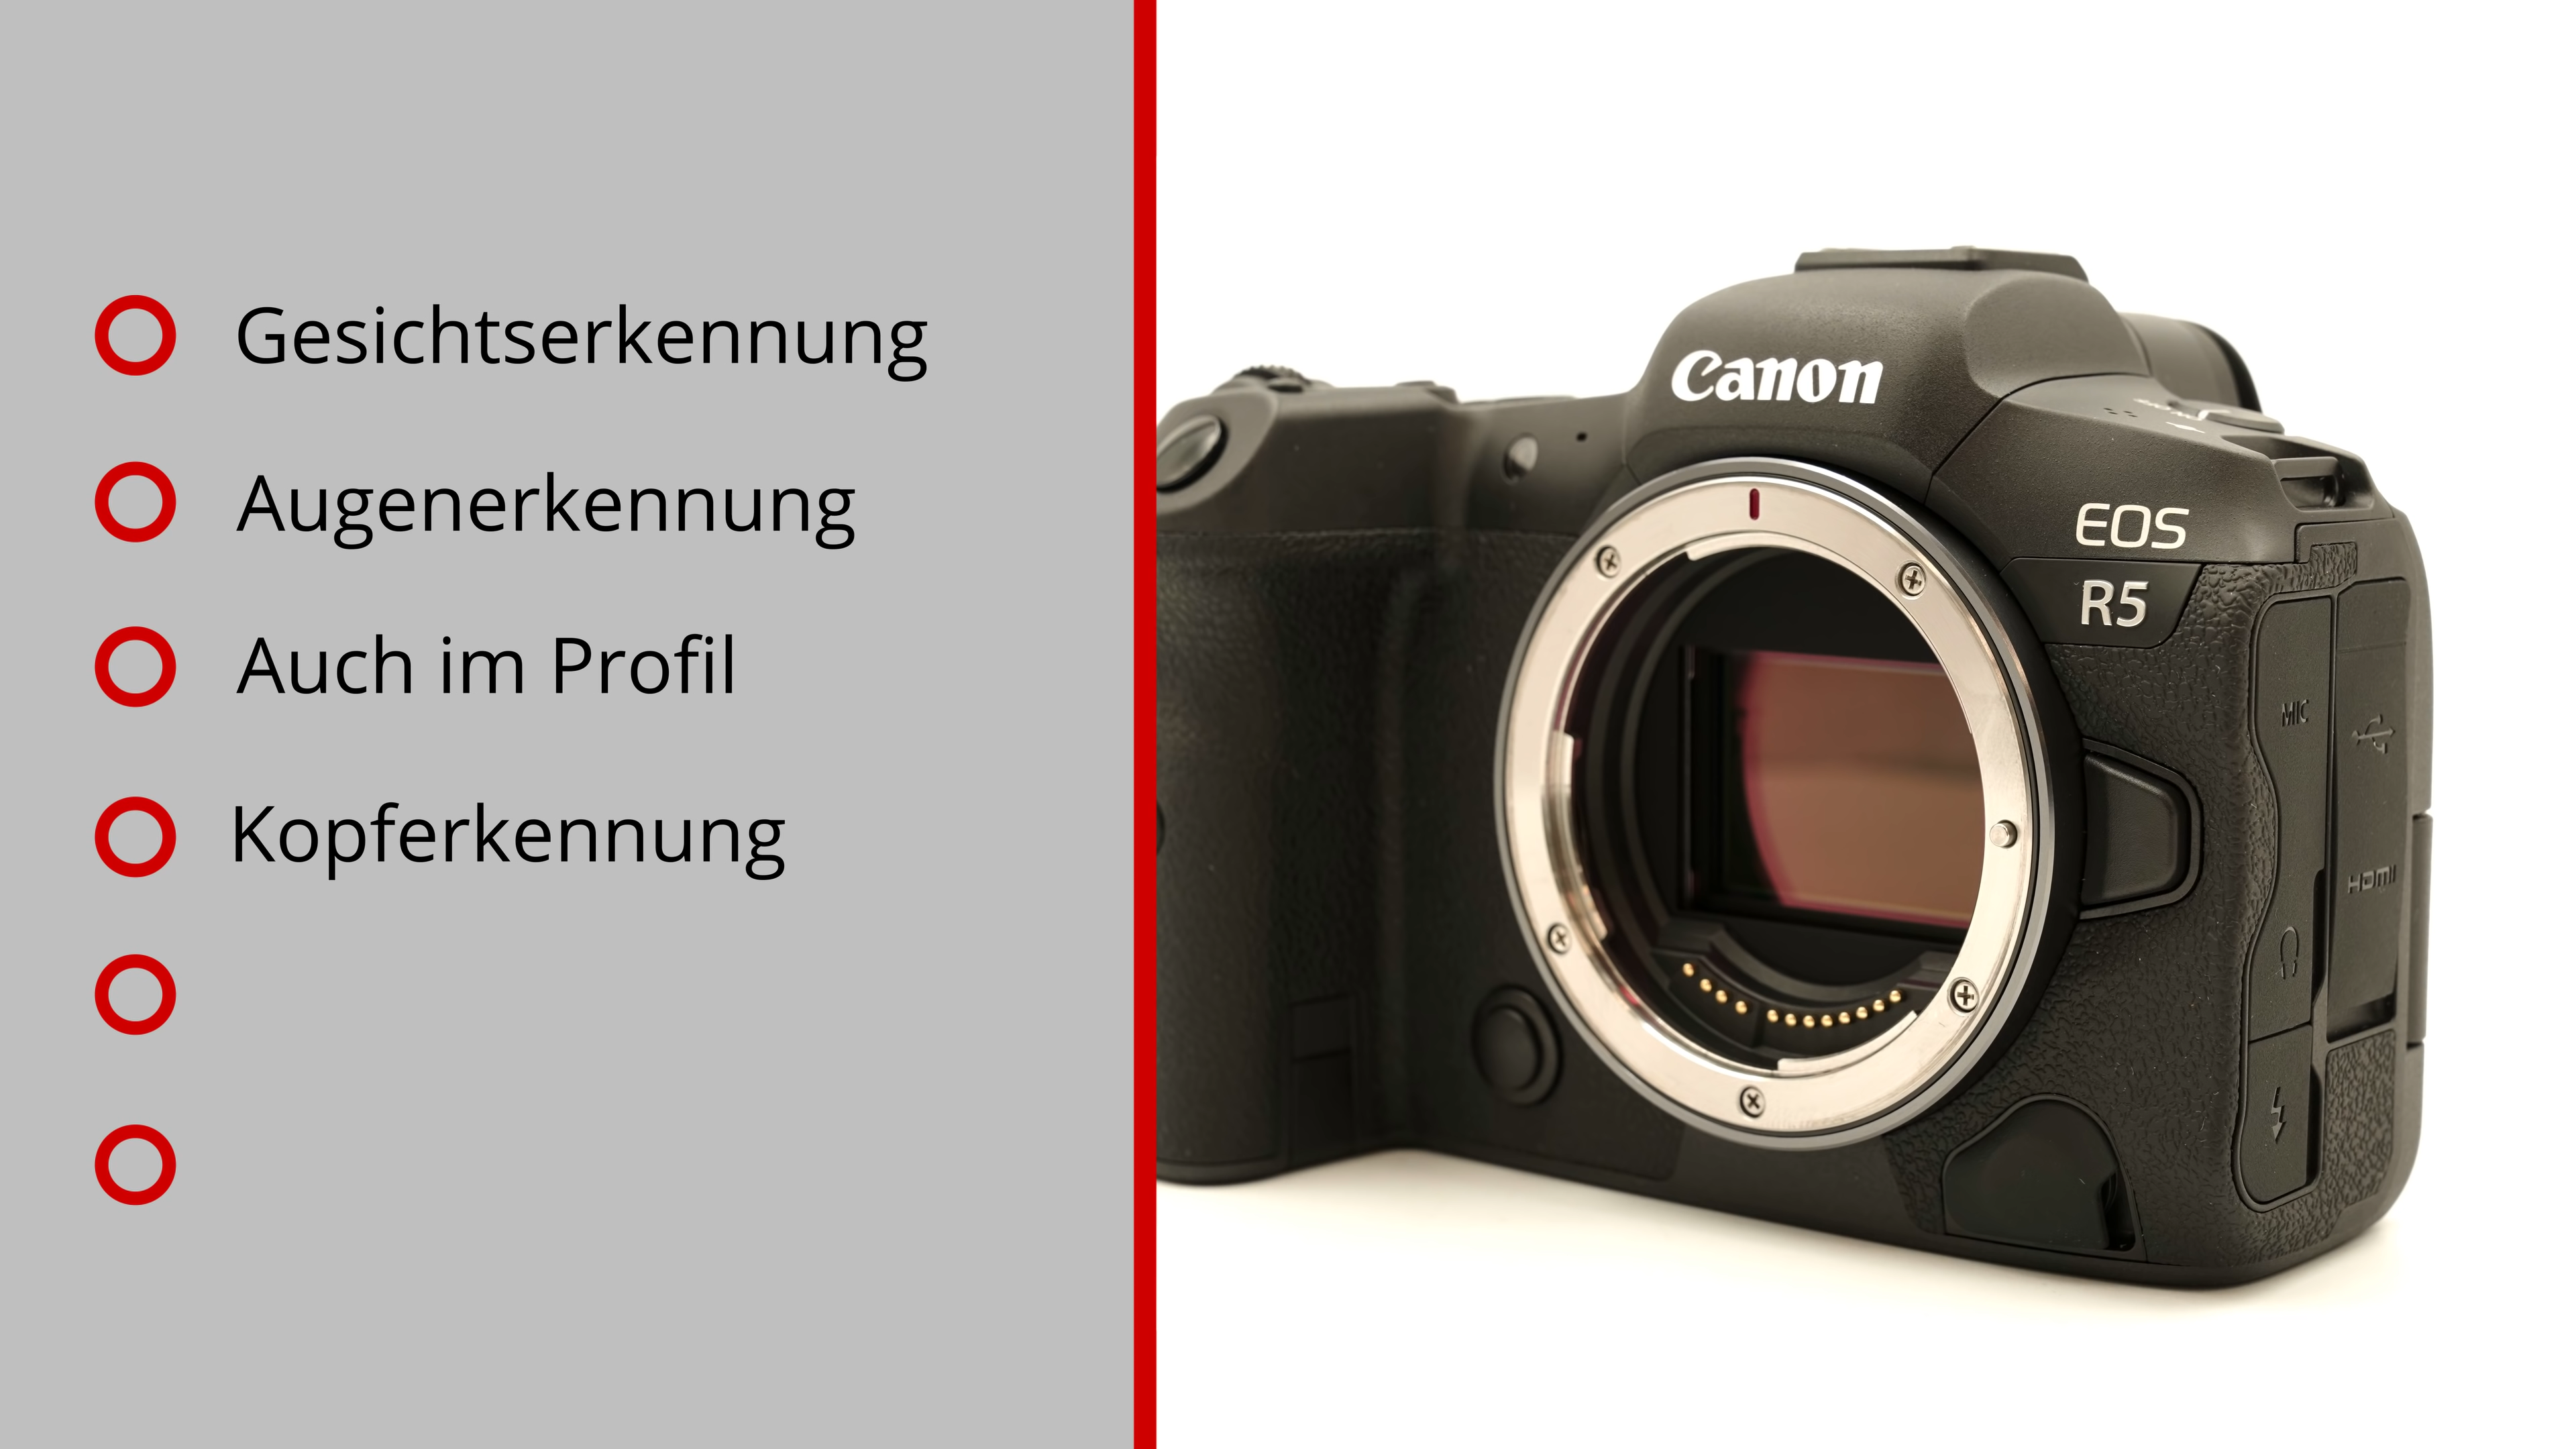 Gesichtserkennung
Augenerkennung
Auch im Profil
Kopferkennung
Canon
EOS
R5
MIC
HDMI